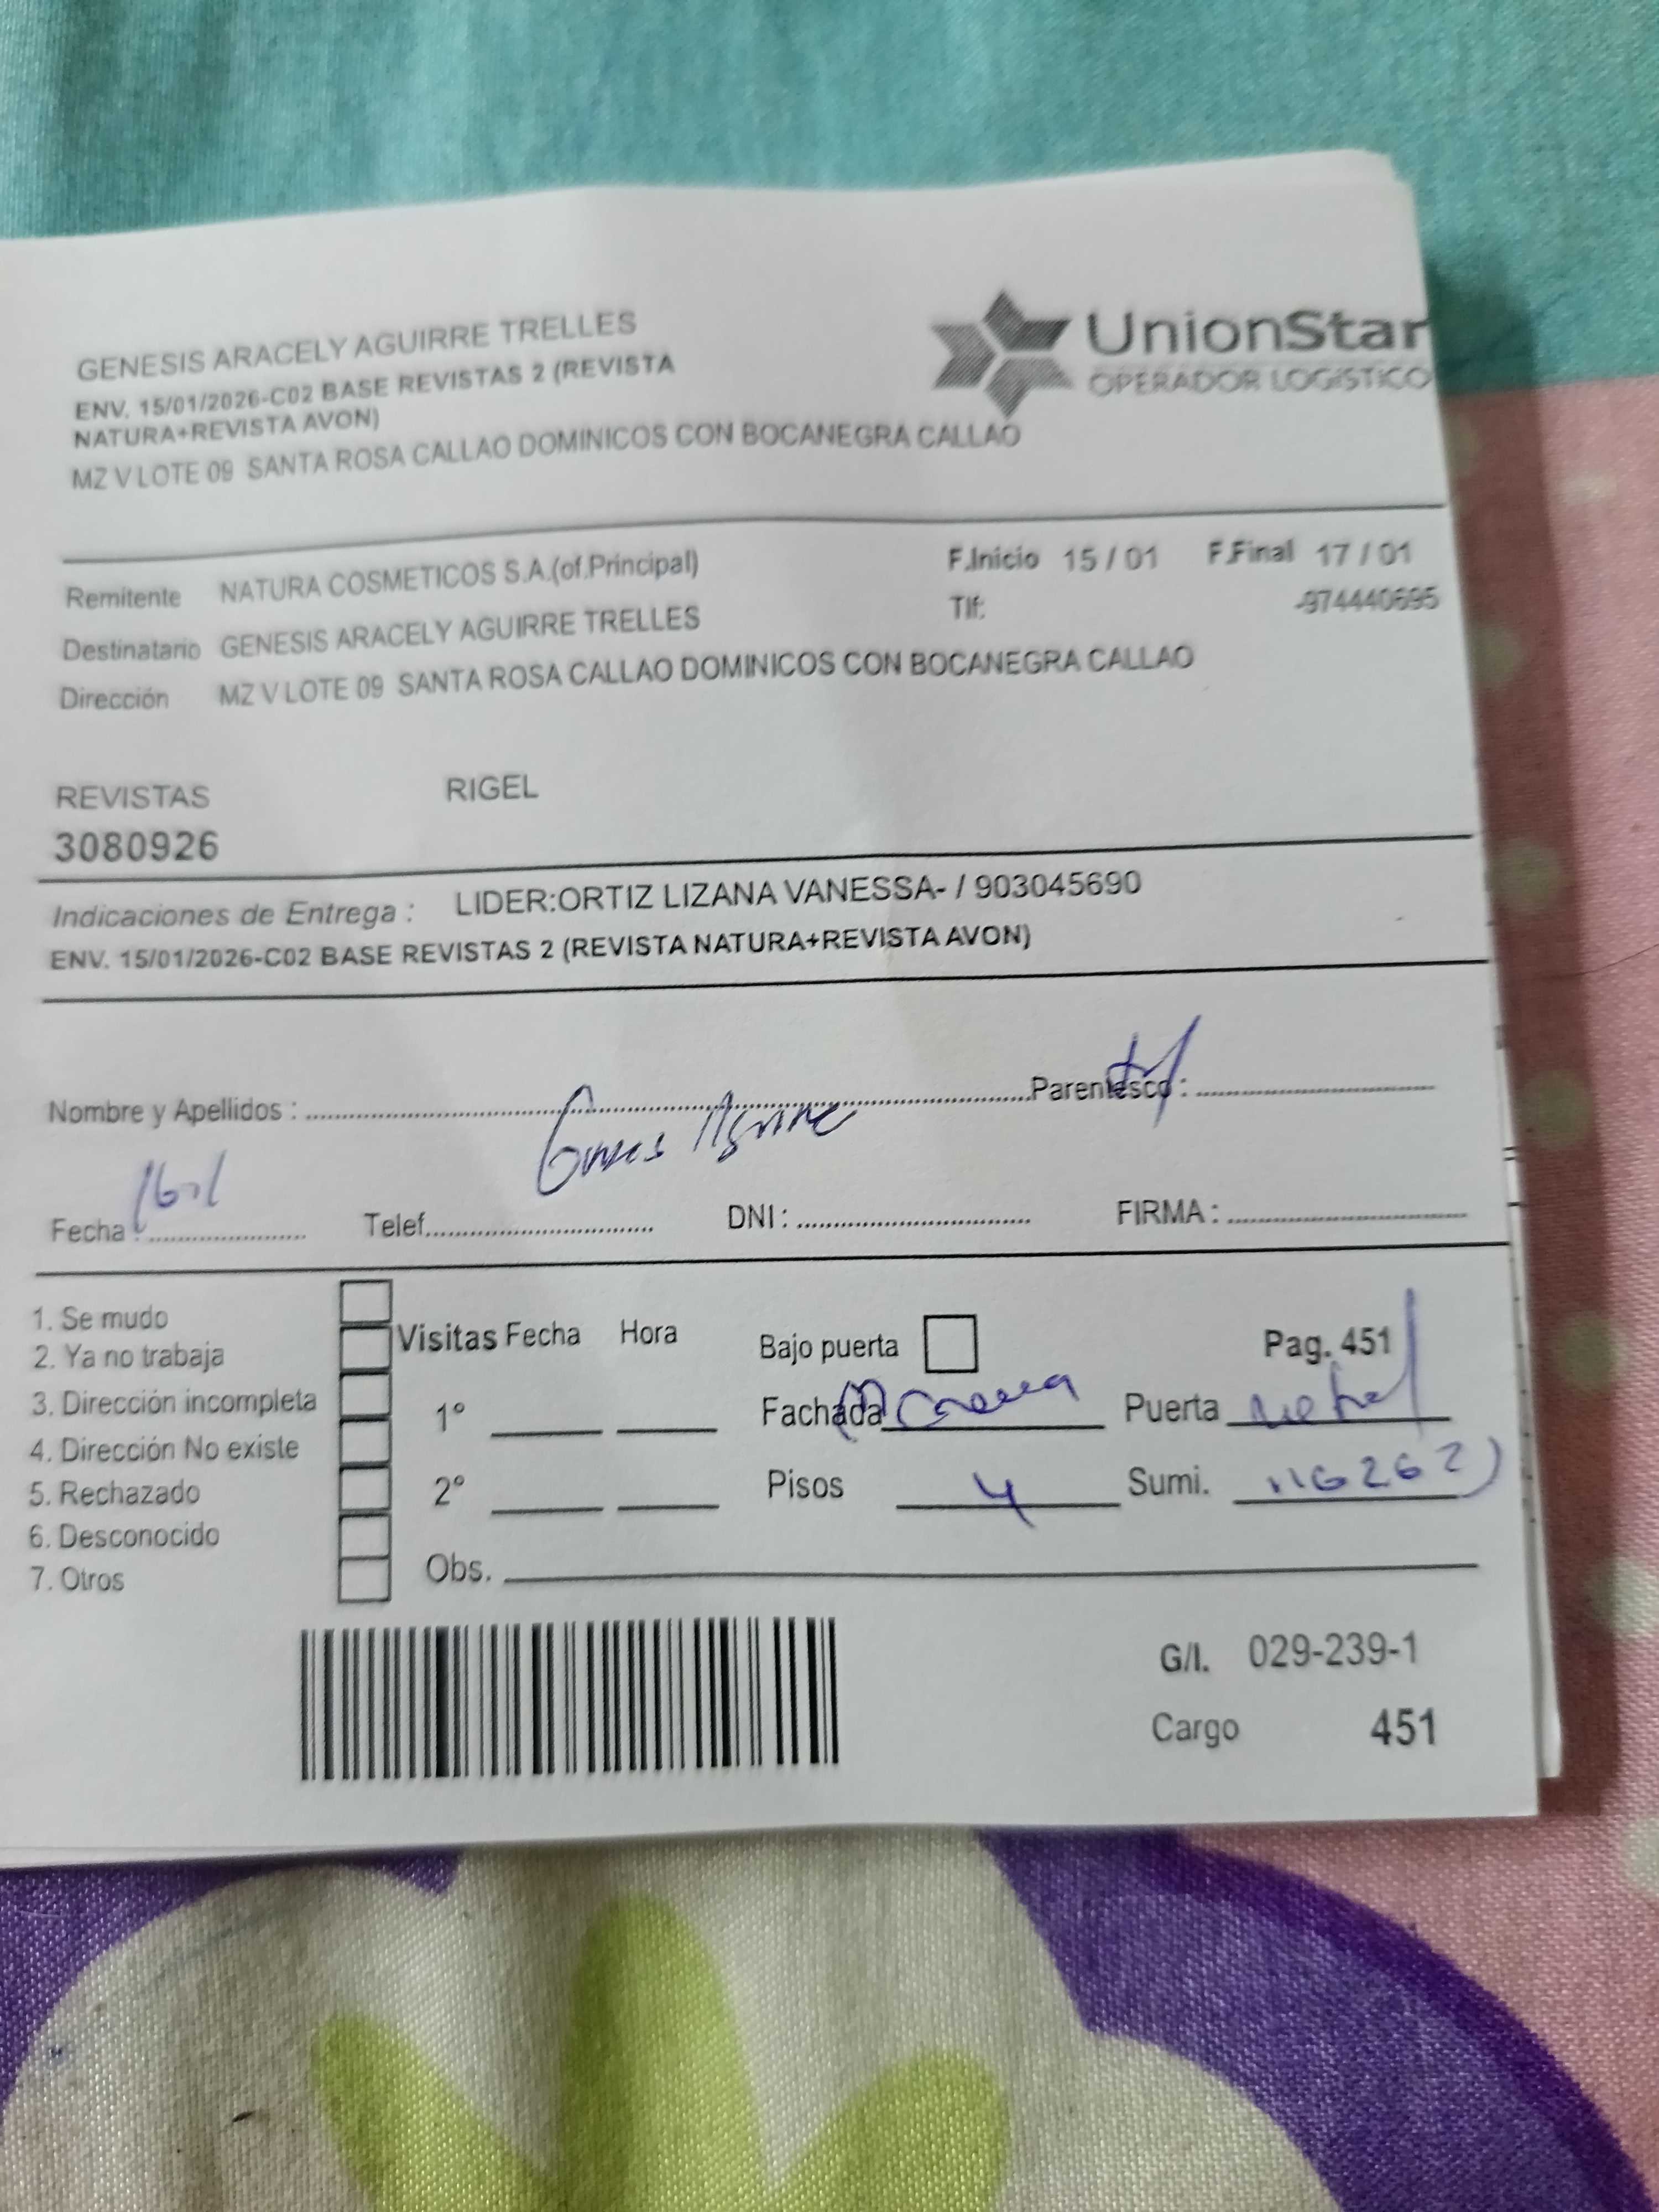 GENESIS ARACELY AGUIRRE TRELLES
ENV. 15/01/2026-C02 BASE REVISTAS 2 (REVISTA
NATURA+REVISTA AVON)
MZ V LOTE 09 SANTA ROSA CALLAO DOMINICOS CON BOCANEGRA CALLAO
UnionStar
OPERADOR LOGISTICO
Remitente NATURA COSMETICOS S.A.(of.Principal) F.Inicio 15 / 01 F.Final 17 / 01
Destinatario GENESIS ARACELY AGUIRRE TRELLES Tlf: -974440695
Dirección MZ V LOTE 09 SANTA ROSA CALLAO DOMINICOS CON BOCANEGRA CALLAO
REVISTAS RIGEL
3080926
Indicaciones de Entrega : LIDER:ORTIZ LIZANA VANESSA- / 903045690
ENV. 15/01/2026-C02 BASE REVISTAS 2 (REVISTA NATURA+REVISTA AVON)
Nombre y Apellidos : Parentesco :
Aguirre
Fecha : Telef. DNI : FIRMA :
1. Se mudo
2. Ya no trabaja
3. Dirección incompleta
4. Dirección No existe
5. Rechazado
6. Desconocido
7. Otros
Visitas Fecha Hora
1°
2°
Obs.
Bajo puerta Pag. 451
Fachada Crema Puerta metal
Pisos 4 Sumi.
G/I. 029-239-1
Cargo 451